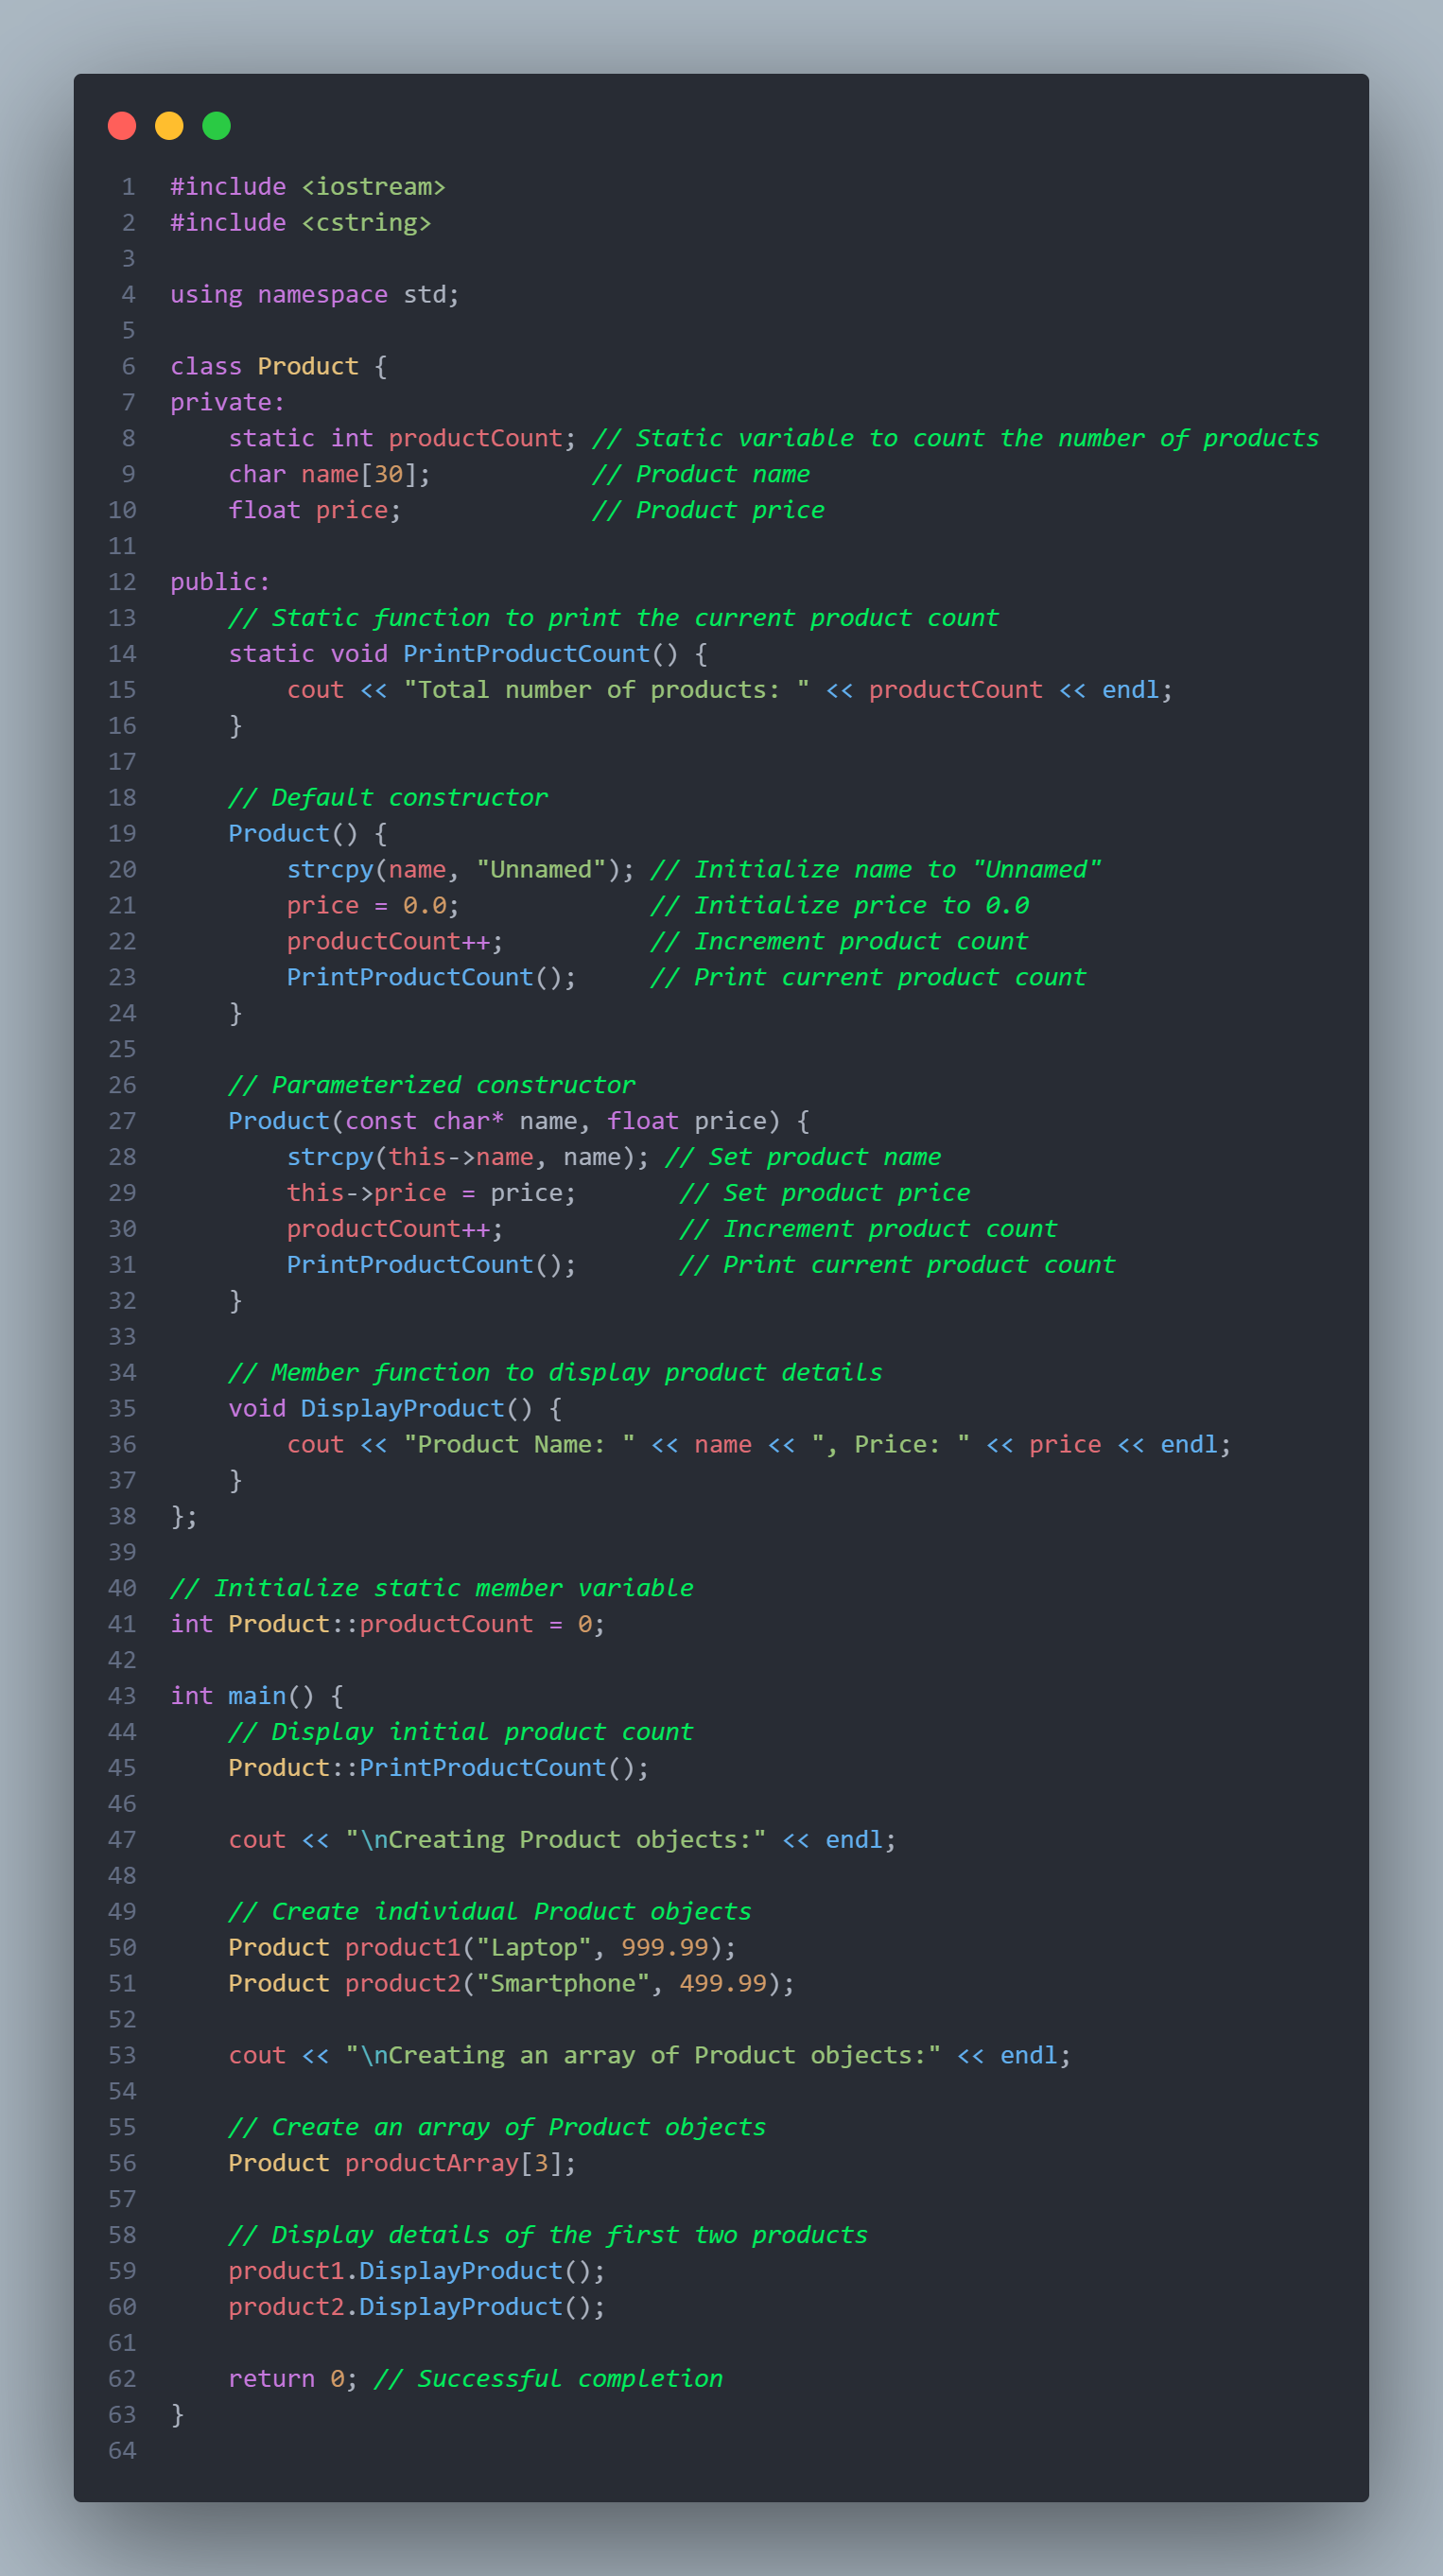 1 #include <iostream>
2 #include <cstring>
3
4 using namespace std;
5
6 class Product {
7 private:
8     static int productCount; // Static variable to count the number of products
9     char name[30];           // Product name
10     float price;             // Product price
11
12 public:
13     // Static function to print the current product count
14     static void PrintProductCount() {
15         cout << "Total number of products: " << productCount << endl;
16     }
17
18     // Default constructor
19     Product() {
20         strcpy(name, "Unnamed"); // Initialize name to "Unnamed"
21         price = 0.0;             // Initialize price to 0.0
22         productCount++;          // Increment product count
23         PrintProductCount();     // Print current product count
24     }
25
26     // Parameterized constructor
27     Product(const char* name, float price) {
28         strcpy(this->name, name); // Set product name
29         this->price = price;       // Set product price
30         productCount++;            // Increment product count
31         PrintProductCount();       // Print current product count
32     }
33
34     // Member function to display product details
35     void DisplayProduct() {
36         cout << "Product Name: " << name << ", Price: " << price << endl;
37     }
38 };
39
40 // Initialize static member variable
41 int Product::productCount = 0;
42
43 int main() {
44     // Display initial product count
45     Product::PrintProductCount();
46
47     cout << "\nCreating Product objects:" << endl;
48
49     // Create individual Product objects
50     Product product1("Laptop", 999.99);
51     Product product2("Smartphone", 499.99);
52
53     cout << "\nCreating an array of Product objects:" << endl;
54
55     // Create an array of Product objects
56     Product productArray[3];
57
58     // Display details of the first two products
59     product1.DisplayProduct();
60     product2.DisplayProduct();
61
62     return 0; // Successful completion
63 }
64